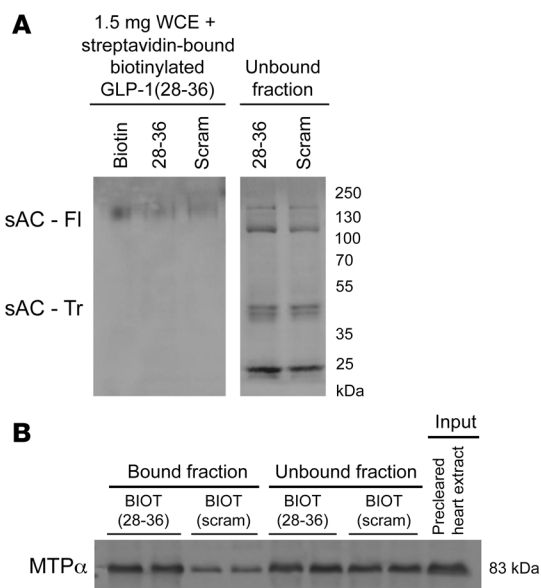 A
1.5 mg WCE +
streptavidin-bound
biotinylated
GLP-1(28-36)
Unbound
fraction
Biotin
28-36
Scram
28-36
Scram
sAC - Fl
sAC - Tr
250
130
100
70
55
35
25
kDa
B
Input
Bound fraction
Unbound fraction
Precleared
heart extract
BIOT
(28-36)
BIOT
(scram)
BIOT
(28-36)
BIOT
(scram)
MTPα
83 kDa